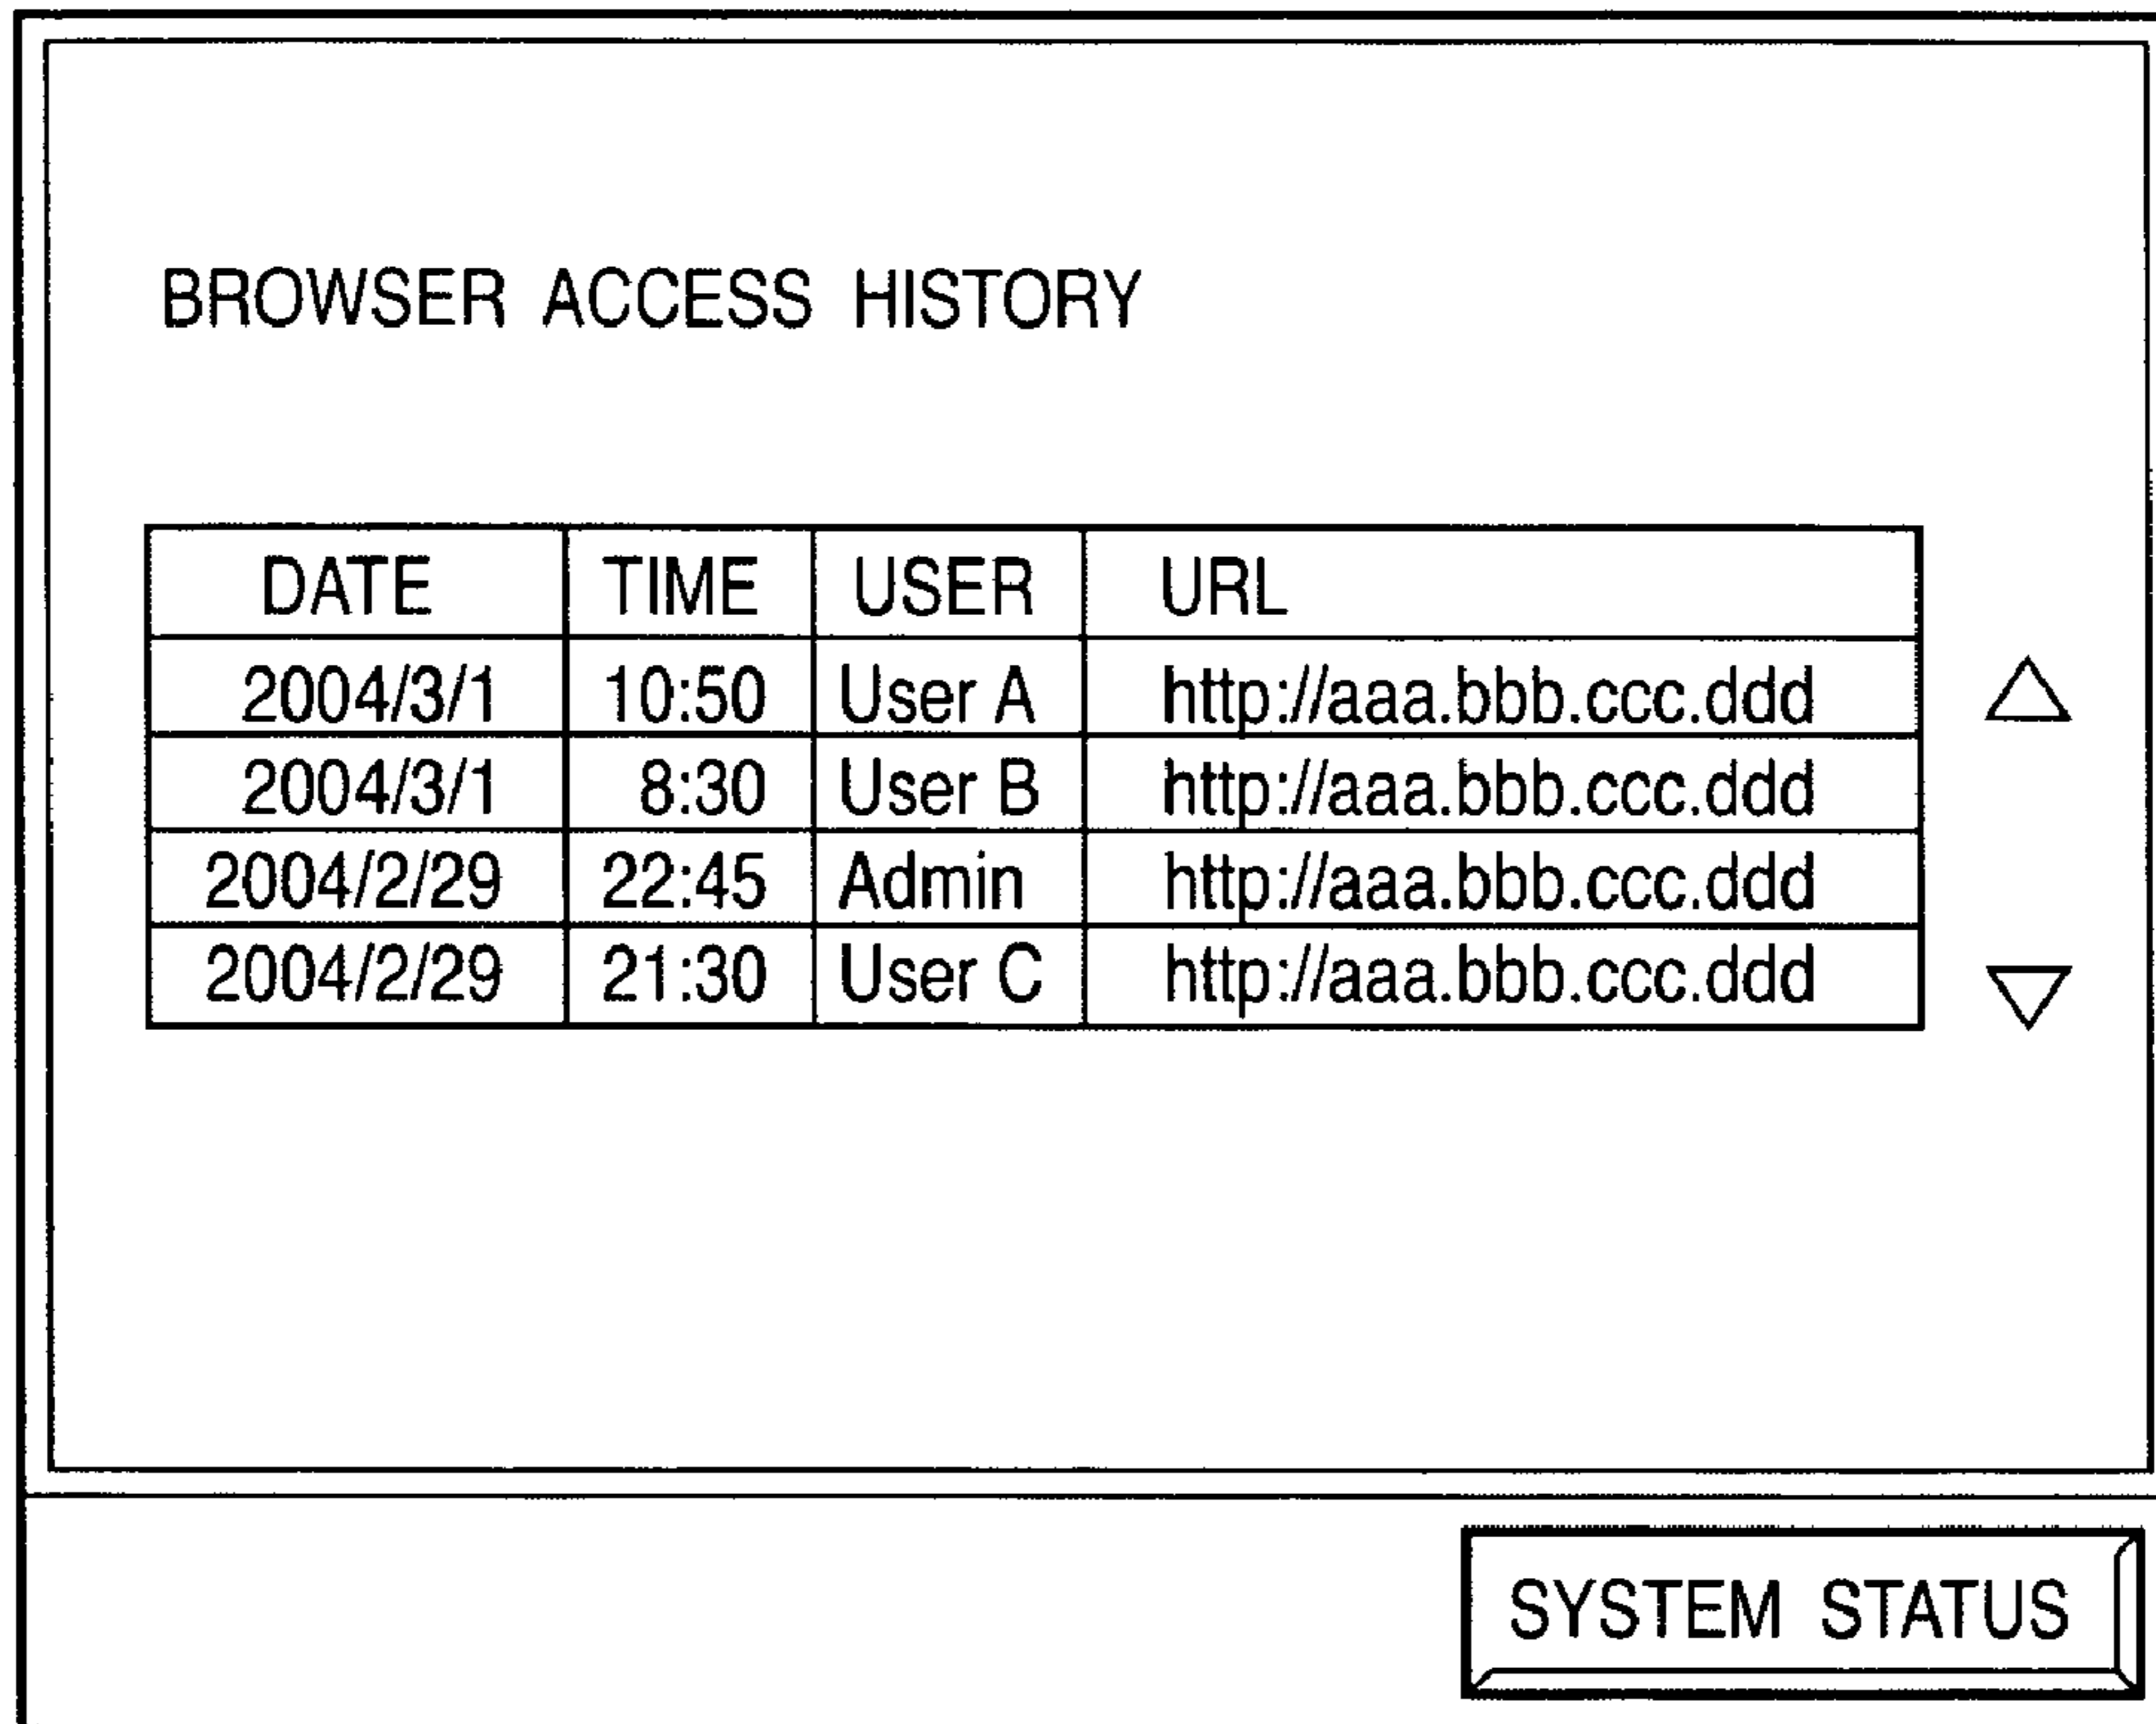 BROWSER ACCESS HISTORY
DATE TIME USER URL
2004/3/1 10:50 User A http://aaa.bbb.ccc.ddd
2004/3/1 8:30 User B http://aaa.bbb.ccc.ddd
2004/2/29 22:45 Admin http://aaa.bbb.ccc.ddd
2004/2/29 21:30 User C http://aaa.bbb.ccc.ddd
SYSTEM STATUS